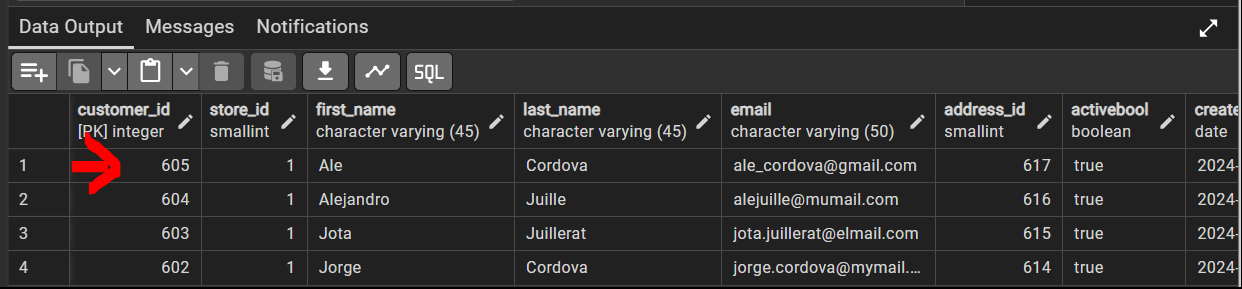 Data Output Messages Notifications
SQL
customer_id store_id first_name last_name email address_id activebool create
[PK] integer smallint character varying (45) character varying (45) character varying (50) smallint boolean date
1 605 1 Ale Cordova ale_cordova@gmail.com 617 true 2024-
2 604 1 Alejandro Juille alejuille@mumail.com 616 true 2024-
3 603 1 Jota Juillerat jota.juillerat@elmail.com 615 true 2024-
4 602 1 Jorge Cordova jorge.cordova@mymail.... 614 true 2024-